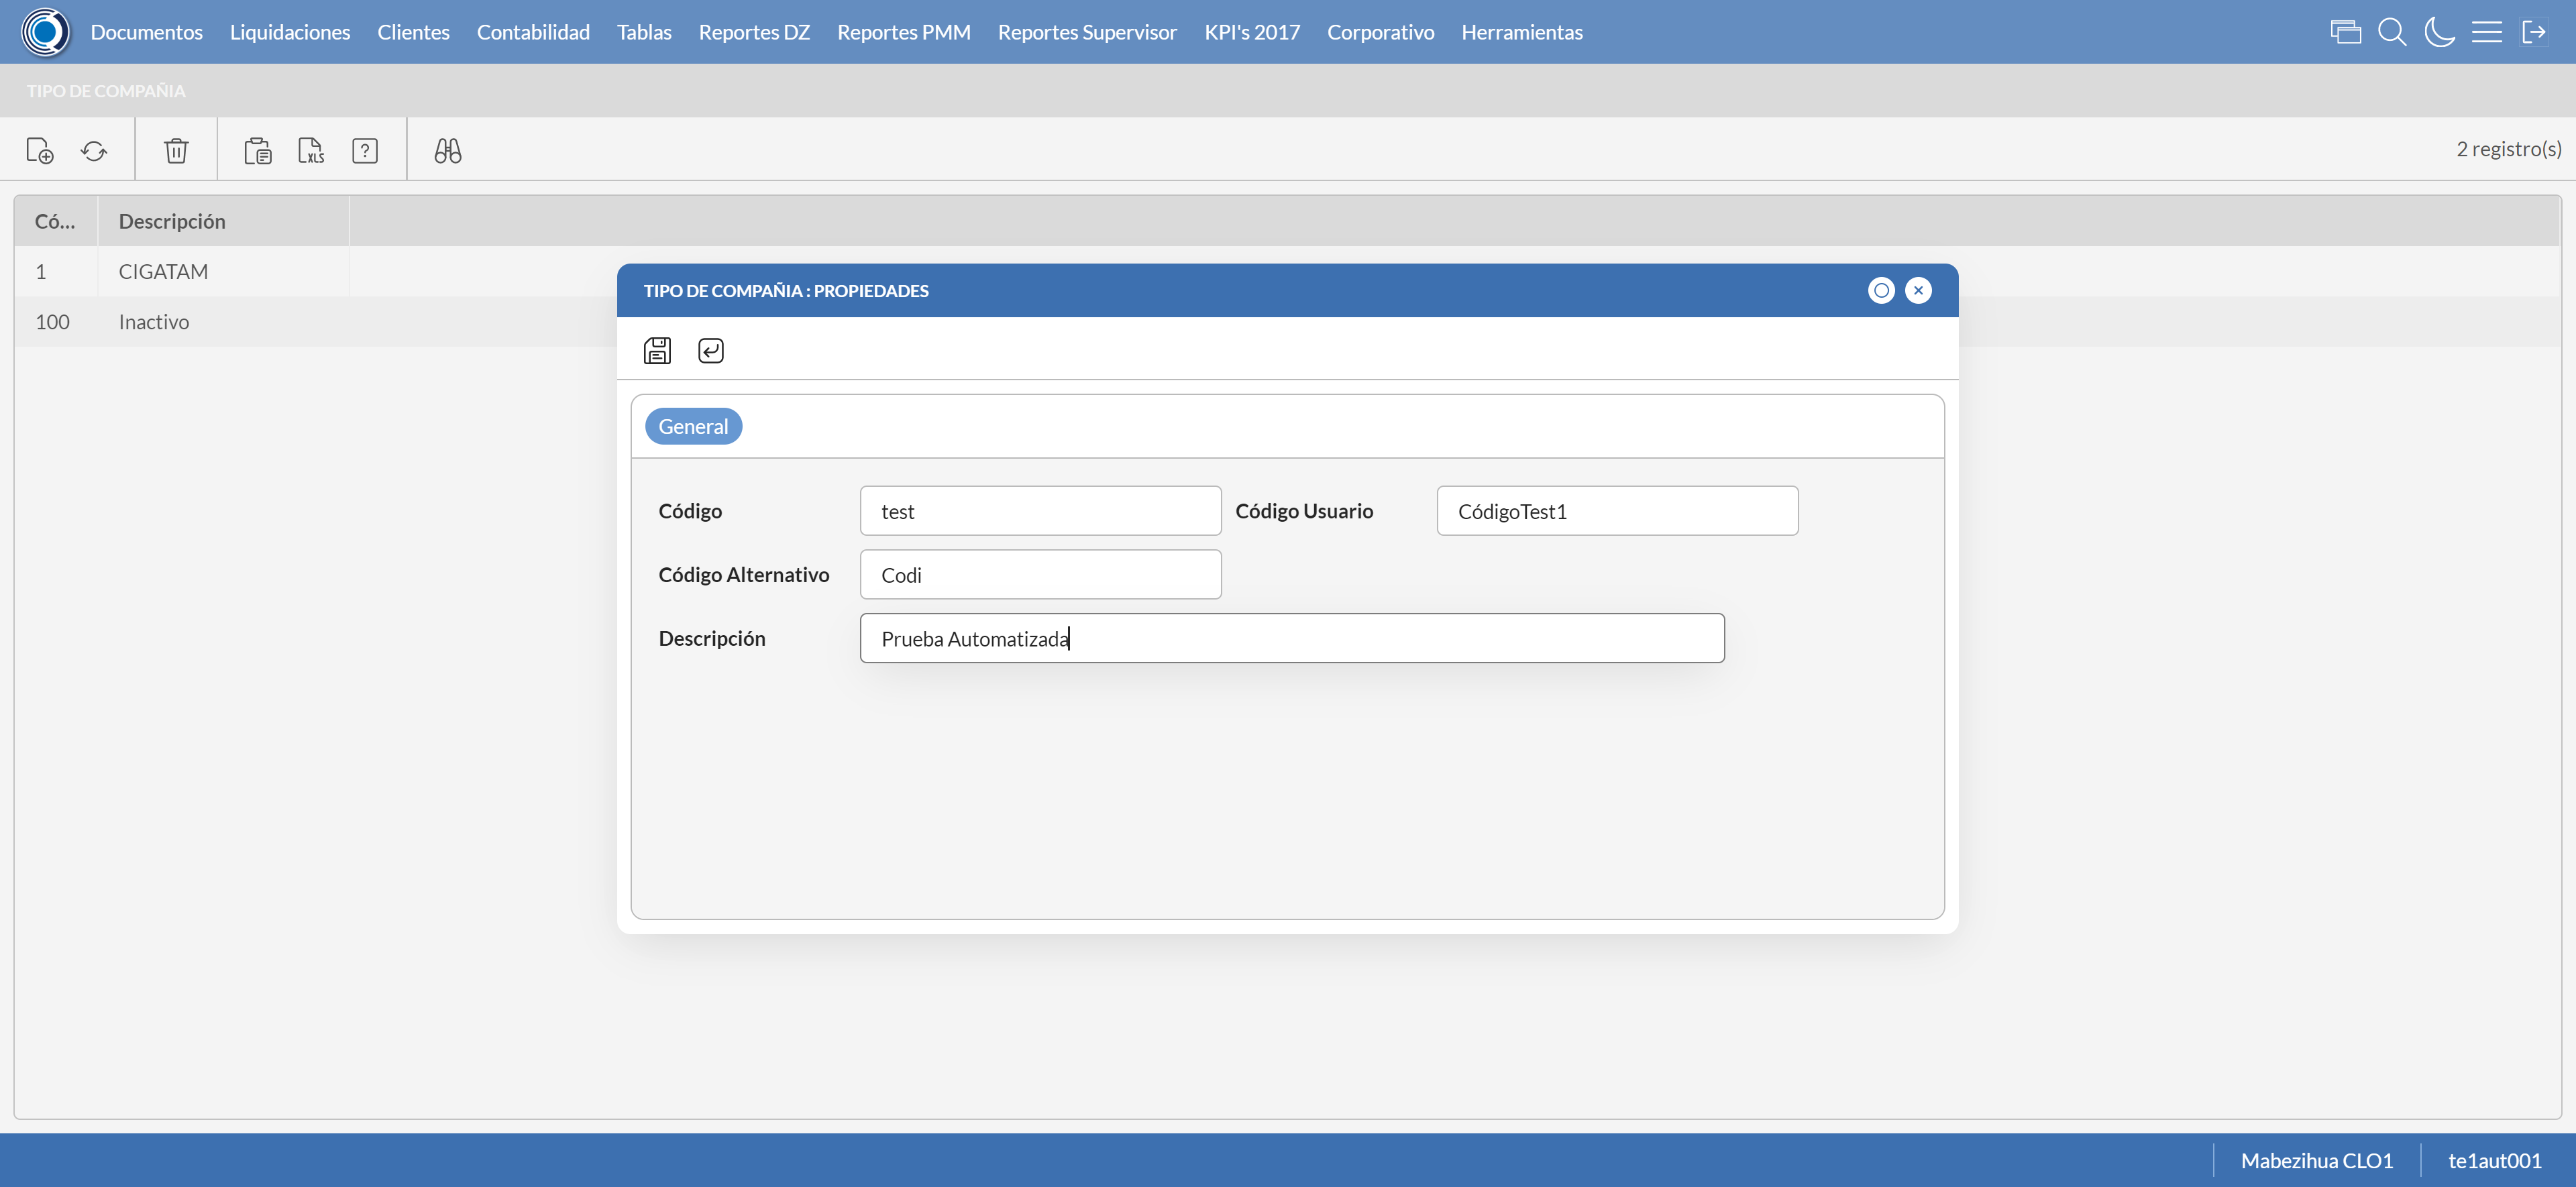 Documentos Liquidaciones Clientes Contabilidad Tablas Reportes DZ Reportes PMM Reportes Supervisor KPI's 2017 Corporativo Herramientas
TIPO DE COMPAÑIA
XLS ? 2 registro(s)
Có... Descripción
1 CIGATAM
100 Inactivo
TIPO DE COMPAÑIA : PROPIEDADES
General
Código test Código Usuario CódigoTest1
Código Alternativo Codi
Descripción Prueba Automatizada
Mabezihua CLO1 te1aut001